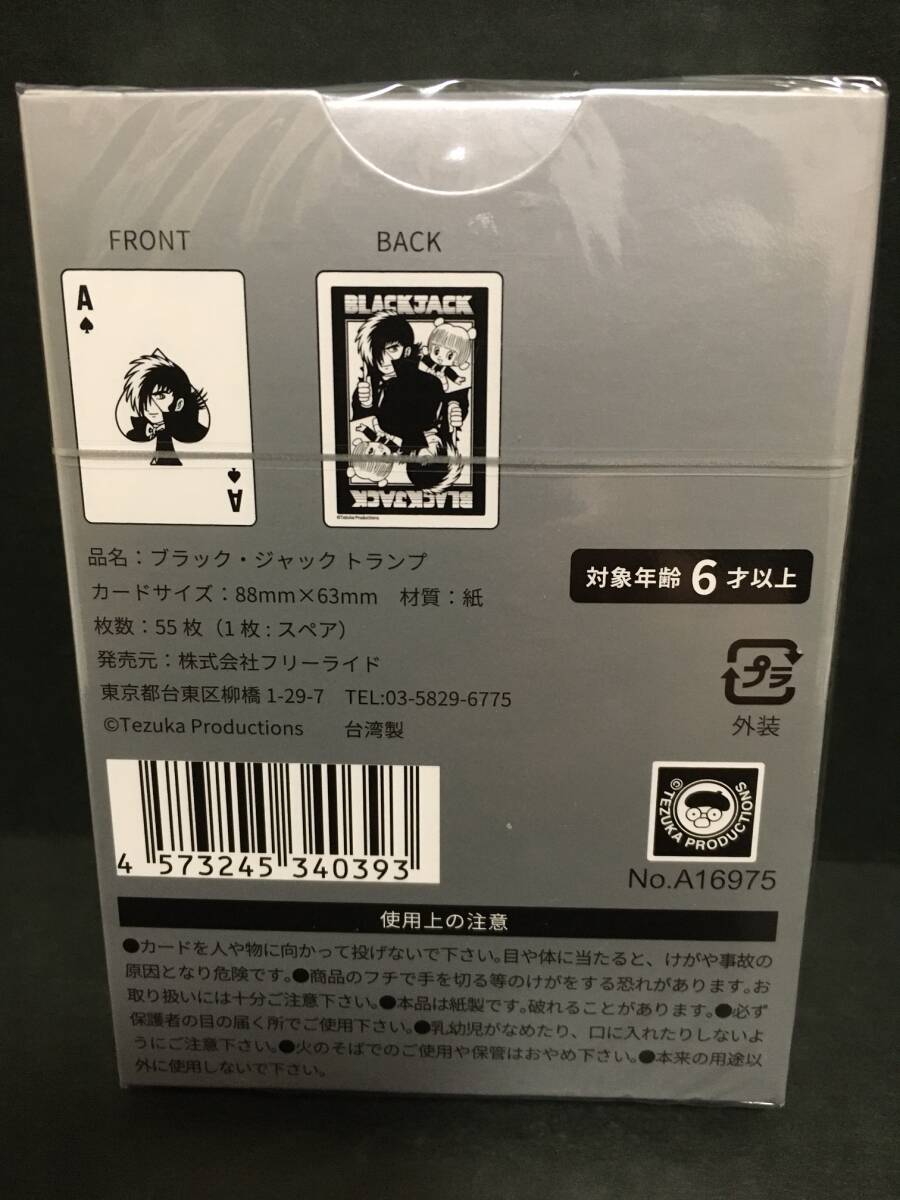 FRONT
BACK
A
A
BLACKJACK
BLACKJACK
©Tezuka Productions
品名：ブラック・ジャック トランプ
カードサイズ：88mm×63mm 材質：紙
枚数：55枚（1枚：スペア）
発売元：株式会社フリーライド
東京都台東区柳橋 1-29-7 TEL:03-5829-6775
©Tezuka Productions 台湾製
対象年齢 6 才以上
プラ
外装
4 573245 340393
©TEZUKA PRODUCTIONS
No.A16975
使用上の注意
●カードを人や物に向かって投げないで下さい。目や体に当たると、けがや事故の
原因となり危険です。●商品のフチで手を切る等のけがをする恐れがあります。お
取り扱いには十分ご注意下さい。●本品は紙製です。破れることがあります。●必ず
保護者の目の届く所でご使用下さい。●乳幼児がなめたり、口に入れたりしないよ
うにご注意下さい。●火のそばでのご使用や保管はおやめ下さい。●本来の用途以
外に使用しないで下さい。